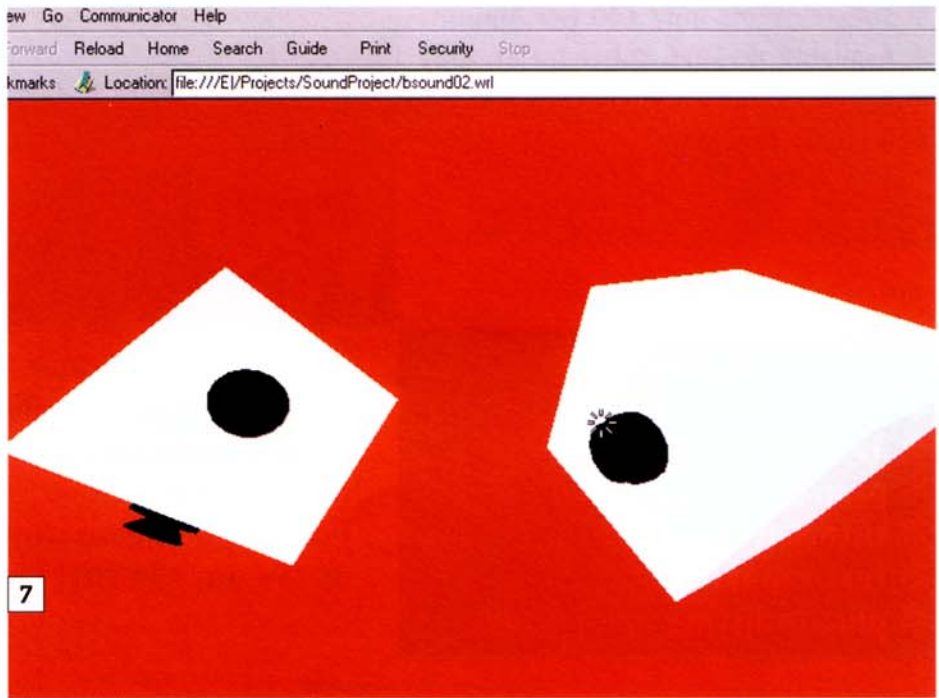 ew Go Communicator Help
orward Reload Home Search Guide Print Security Stop
kmarks Location: file:///E|/Projects/SoundProject/bsound02.wrl
7